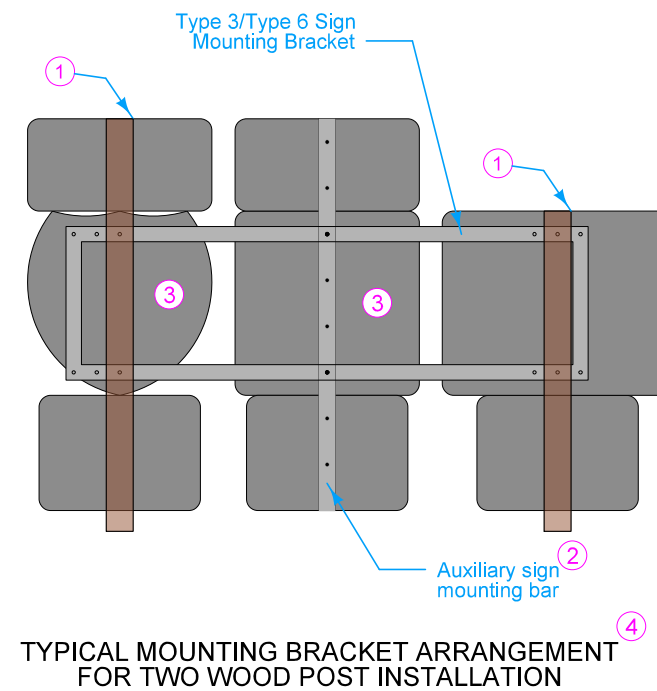 Type 3/Type 6 Sign
Mounting Bracket
1
1
3
3
2
Auxiliary sign
mounting bar
4
TYPICAL MOUNTING BRACKET ARRANGEMENT
FOR TWO WOOD POST INSTALLATION